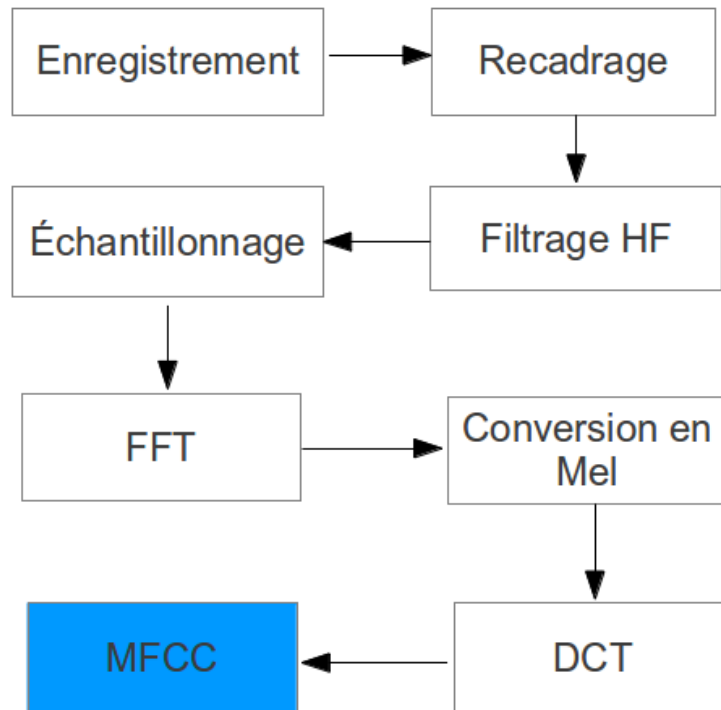 Enregistrement
Recadrage
Filtrage HF
Échantillonnage
FFT
Conversion en
Mel
DCT
MFCC